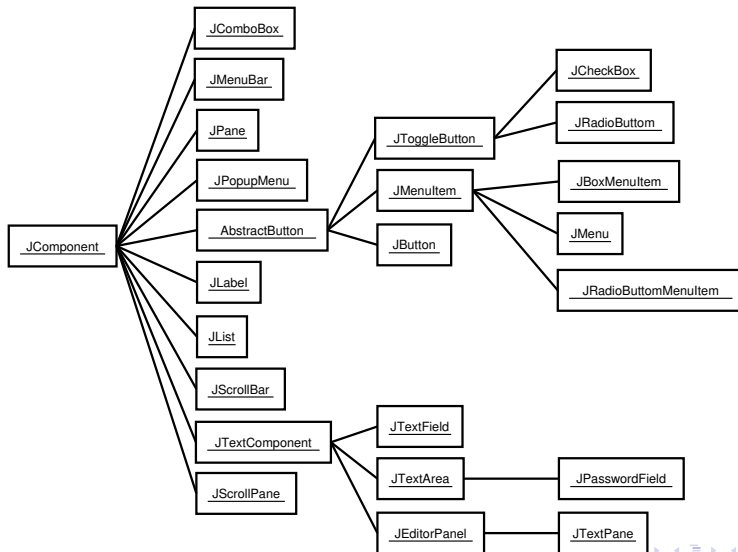 JComponent
JComboBox
JMenuBar
JPane
JPopupMenu
AbstractButton
JLabel
JList
JScrollBar
JTextComponent
JScrollPane
JToggleButton
JMenuItem
JButton
JCheckBox
JRadioButtom
JBoxMenuItem
JMenu
JRadioButtomMenuItem
JTextField
JTextArea
JEditorPanel
JPasswordField
JTextPane